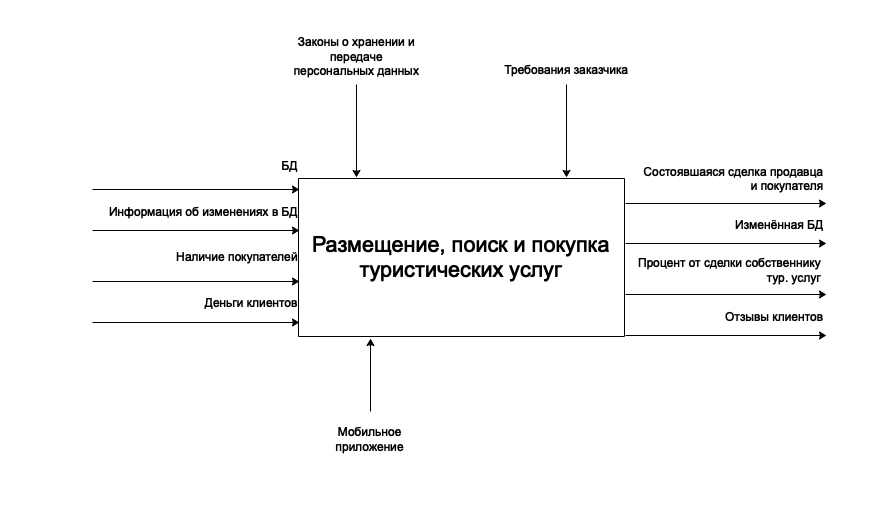 Законы о хранении и
передаче
персональных данных
Требования заказчика
БД
Информация об изменениях в БД
Наличие покупателей
Деньги клиентов
Размещение, поиск и покупка
туристических услуг
Состоявшаяся сделка продавца
и покупателя
Изменённая БД
Процент от сделки собственнику
тур. услуг
Отзывы клиентов
Мобильное
приложение